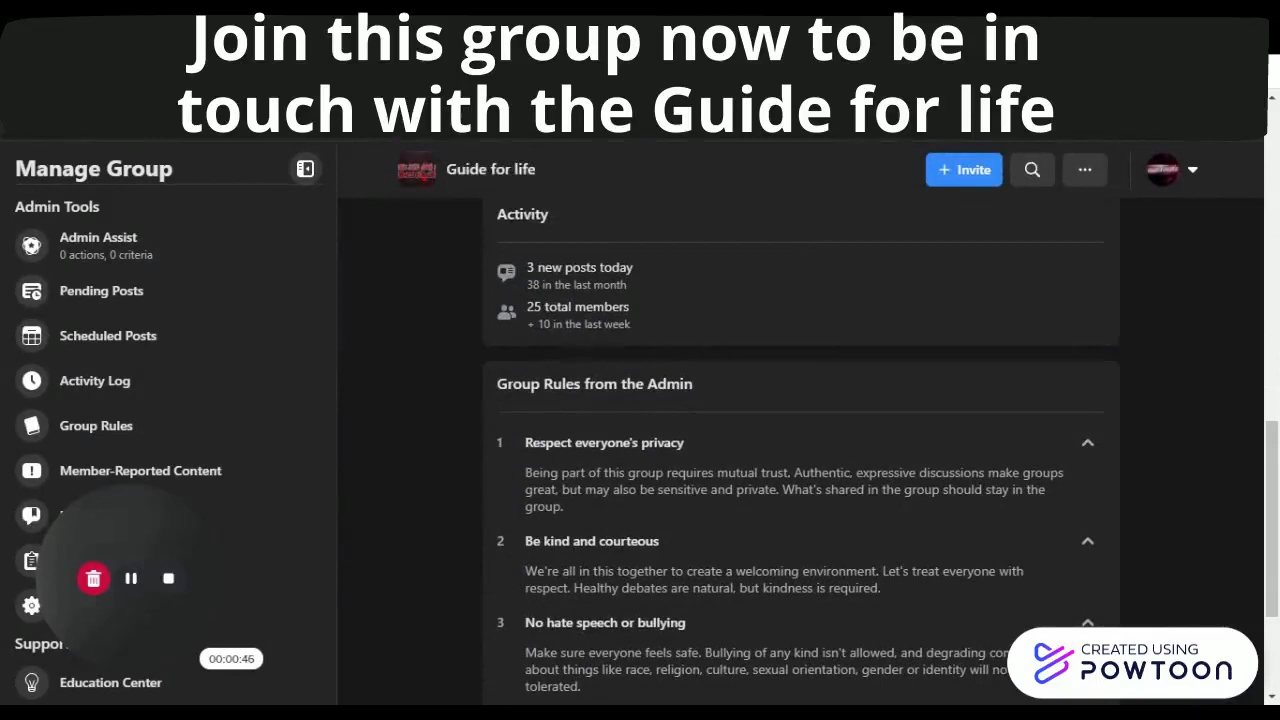 Join this group now to be in
touch with the Guide for life
Manage Group
Guide for life
+ Invite
Admin Tools
Admin Assist
0 actions, 0 criteria
Pending Posts
Scheduled Posts
Activity Log
Group Rules
Member-Reported Content
Suppor
Education Center
00:00:46
Activity
3 new posts today
38 in the last month
25 total members
+ 10 in the last week
Group Rules from the Admin
1 Respect everyone's privacy
Being part of this group requires mutual trust. Authentic, expressive discussions make groups
great, but may also be sensitive and private. What's shared in the group should stay in the
group.
2 Be kind and courteous
We're all in this together to create a welcoming environment. Let's treat everyone with
respect. Healthy debates are natural, but kindness is required.
3 No hate speech or bullying
Make sure everyone feels safe. Bullying of any kind isn't allowed, and degrading
about things like race, religion, culture, sexual orientation, gender or identity will
tolerated.
CREATED USING
POWTOON